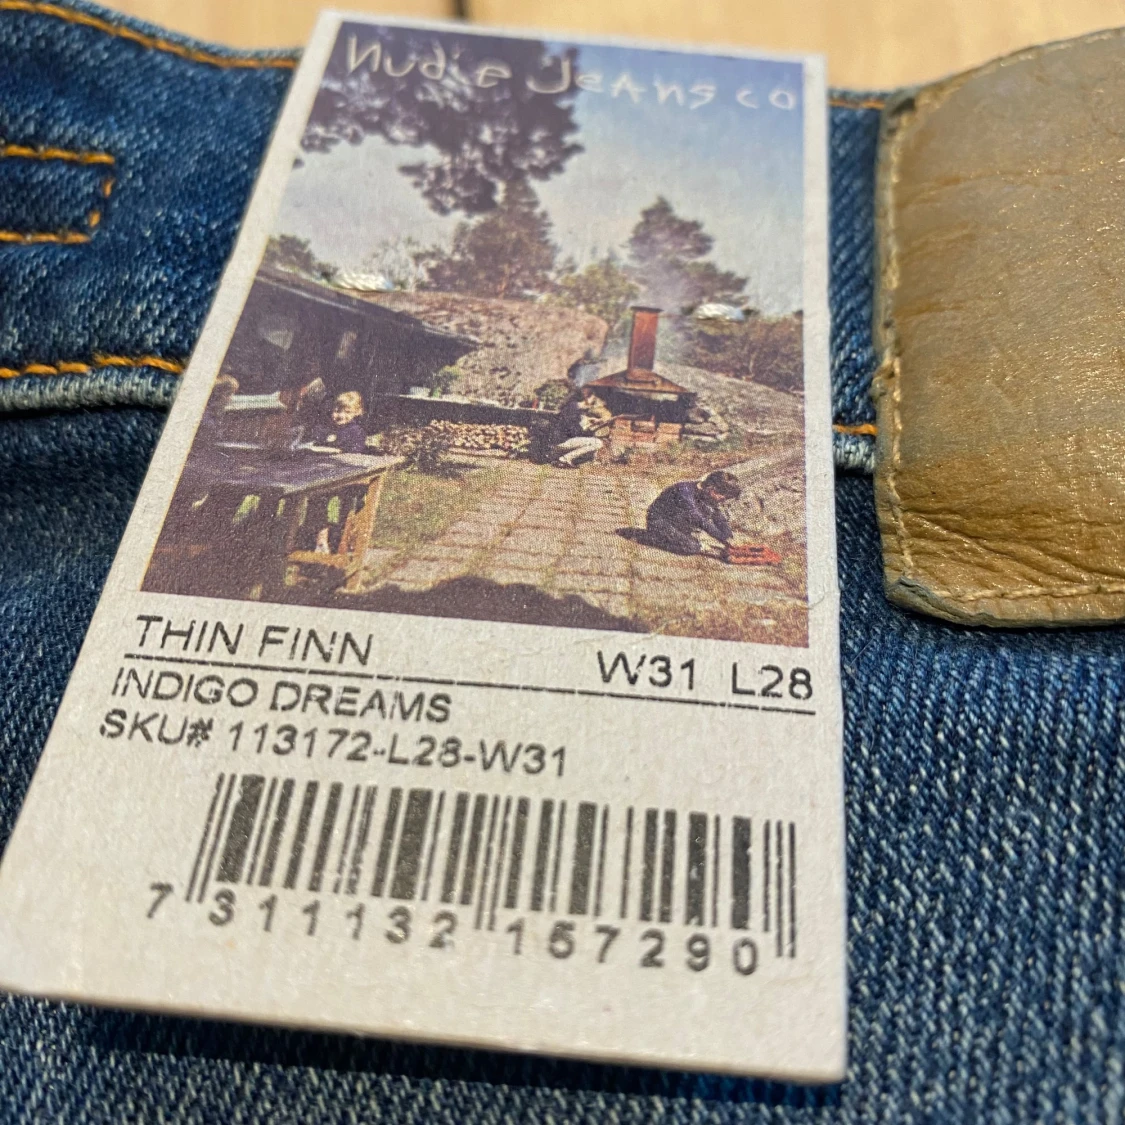 nudie jeans co
THIN FINN W31 L28
INDIGO DREAMS
SKU# 113172-L28-W31
7 311132 157290